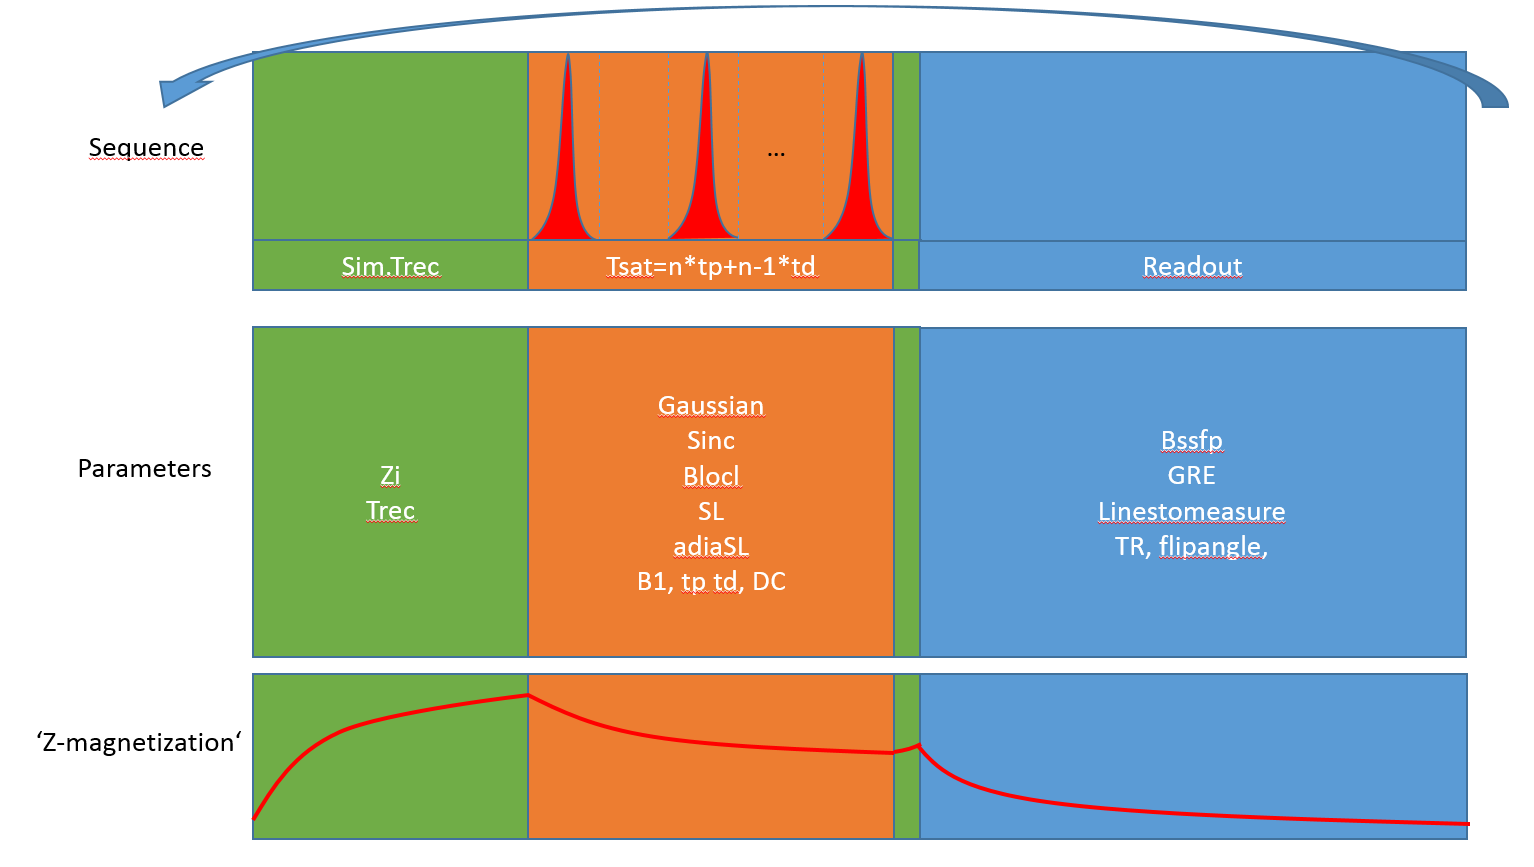 Sequence
...
Sim.Trec
Tsat=n*tp+n-1*td
Readout
Parameters
Zi
Trec
Gaussian
Sinc
Blocl
SL
adiaSL
B1, tp td, DC
Bssfp
GRE
Linestomeasure
TR, flipangle,
‘Z-magnetization‘